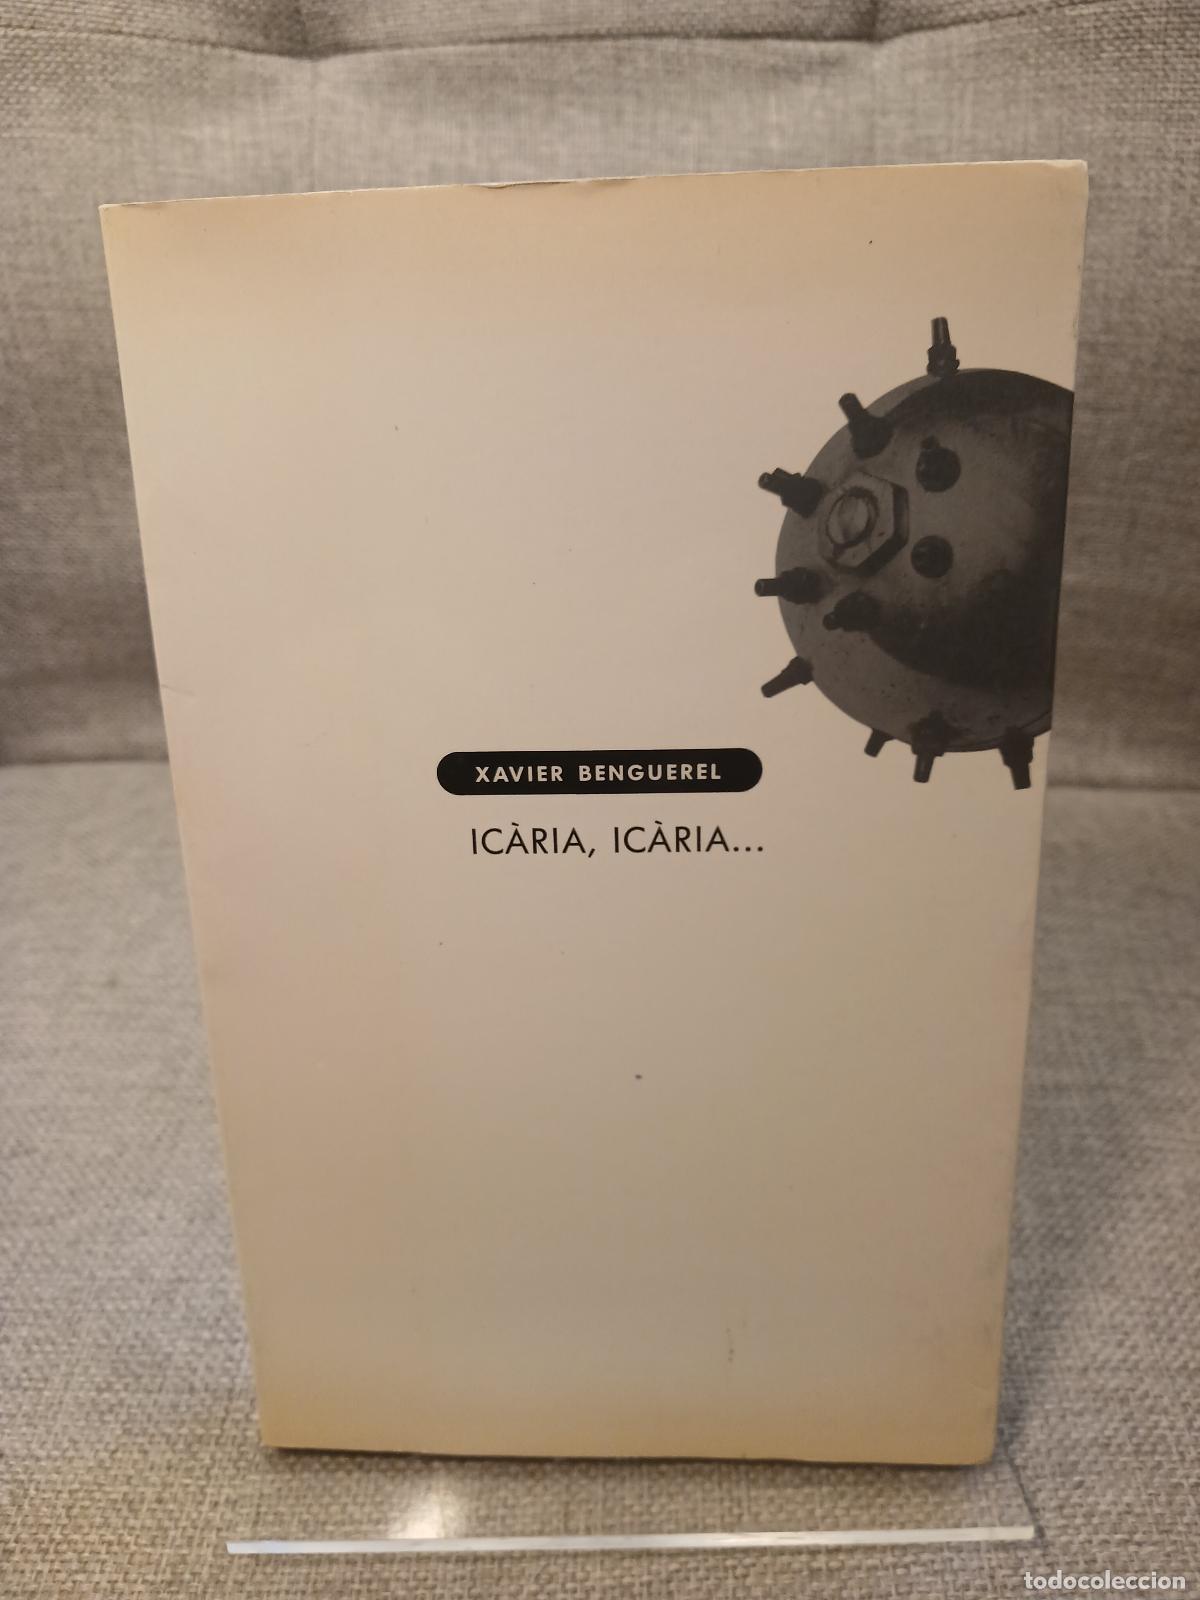 XAVIER BENGUEREL
ICÀRIA, ICÀRIA...
todocoleccion